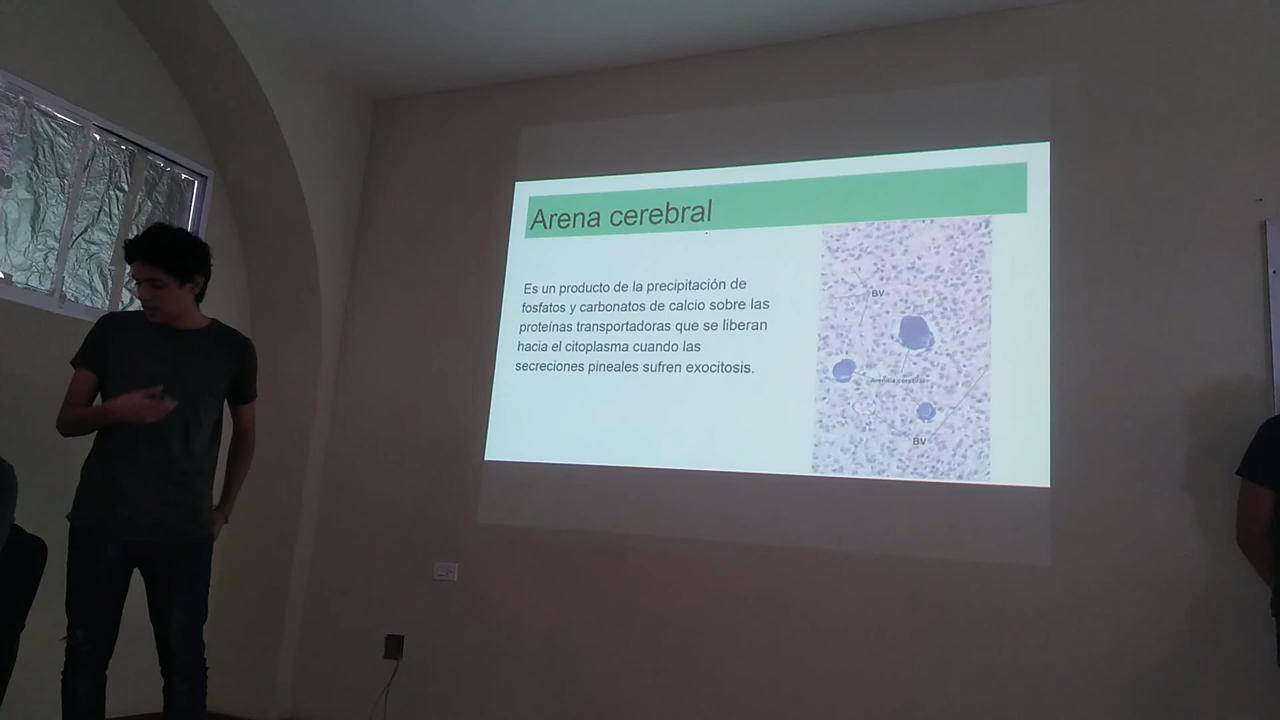 Arena cerebral
Es un producto de la precipitación de
fosfatos y carbonatos de calcio sobre las
proteínas transportadoras que se liberan
hacia el citoplasma cuando las
secreciones pineales sufren exocitosis.
BV
BV